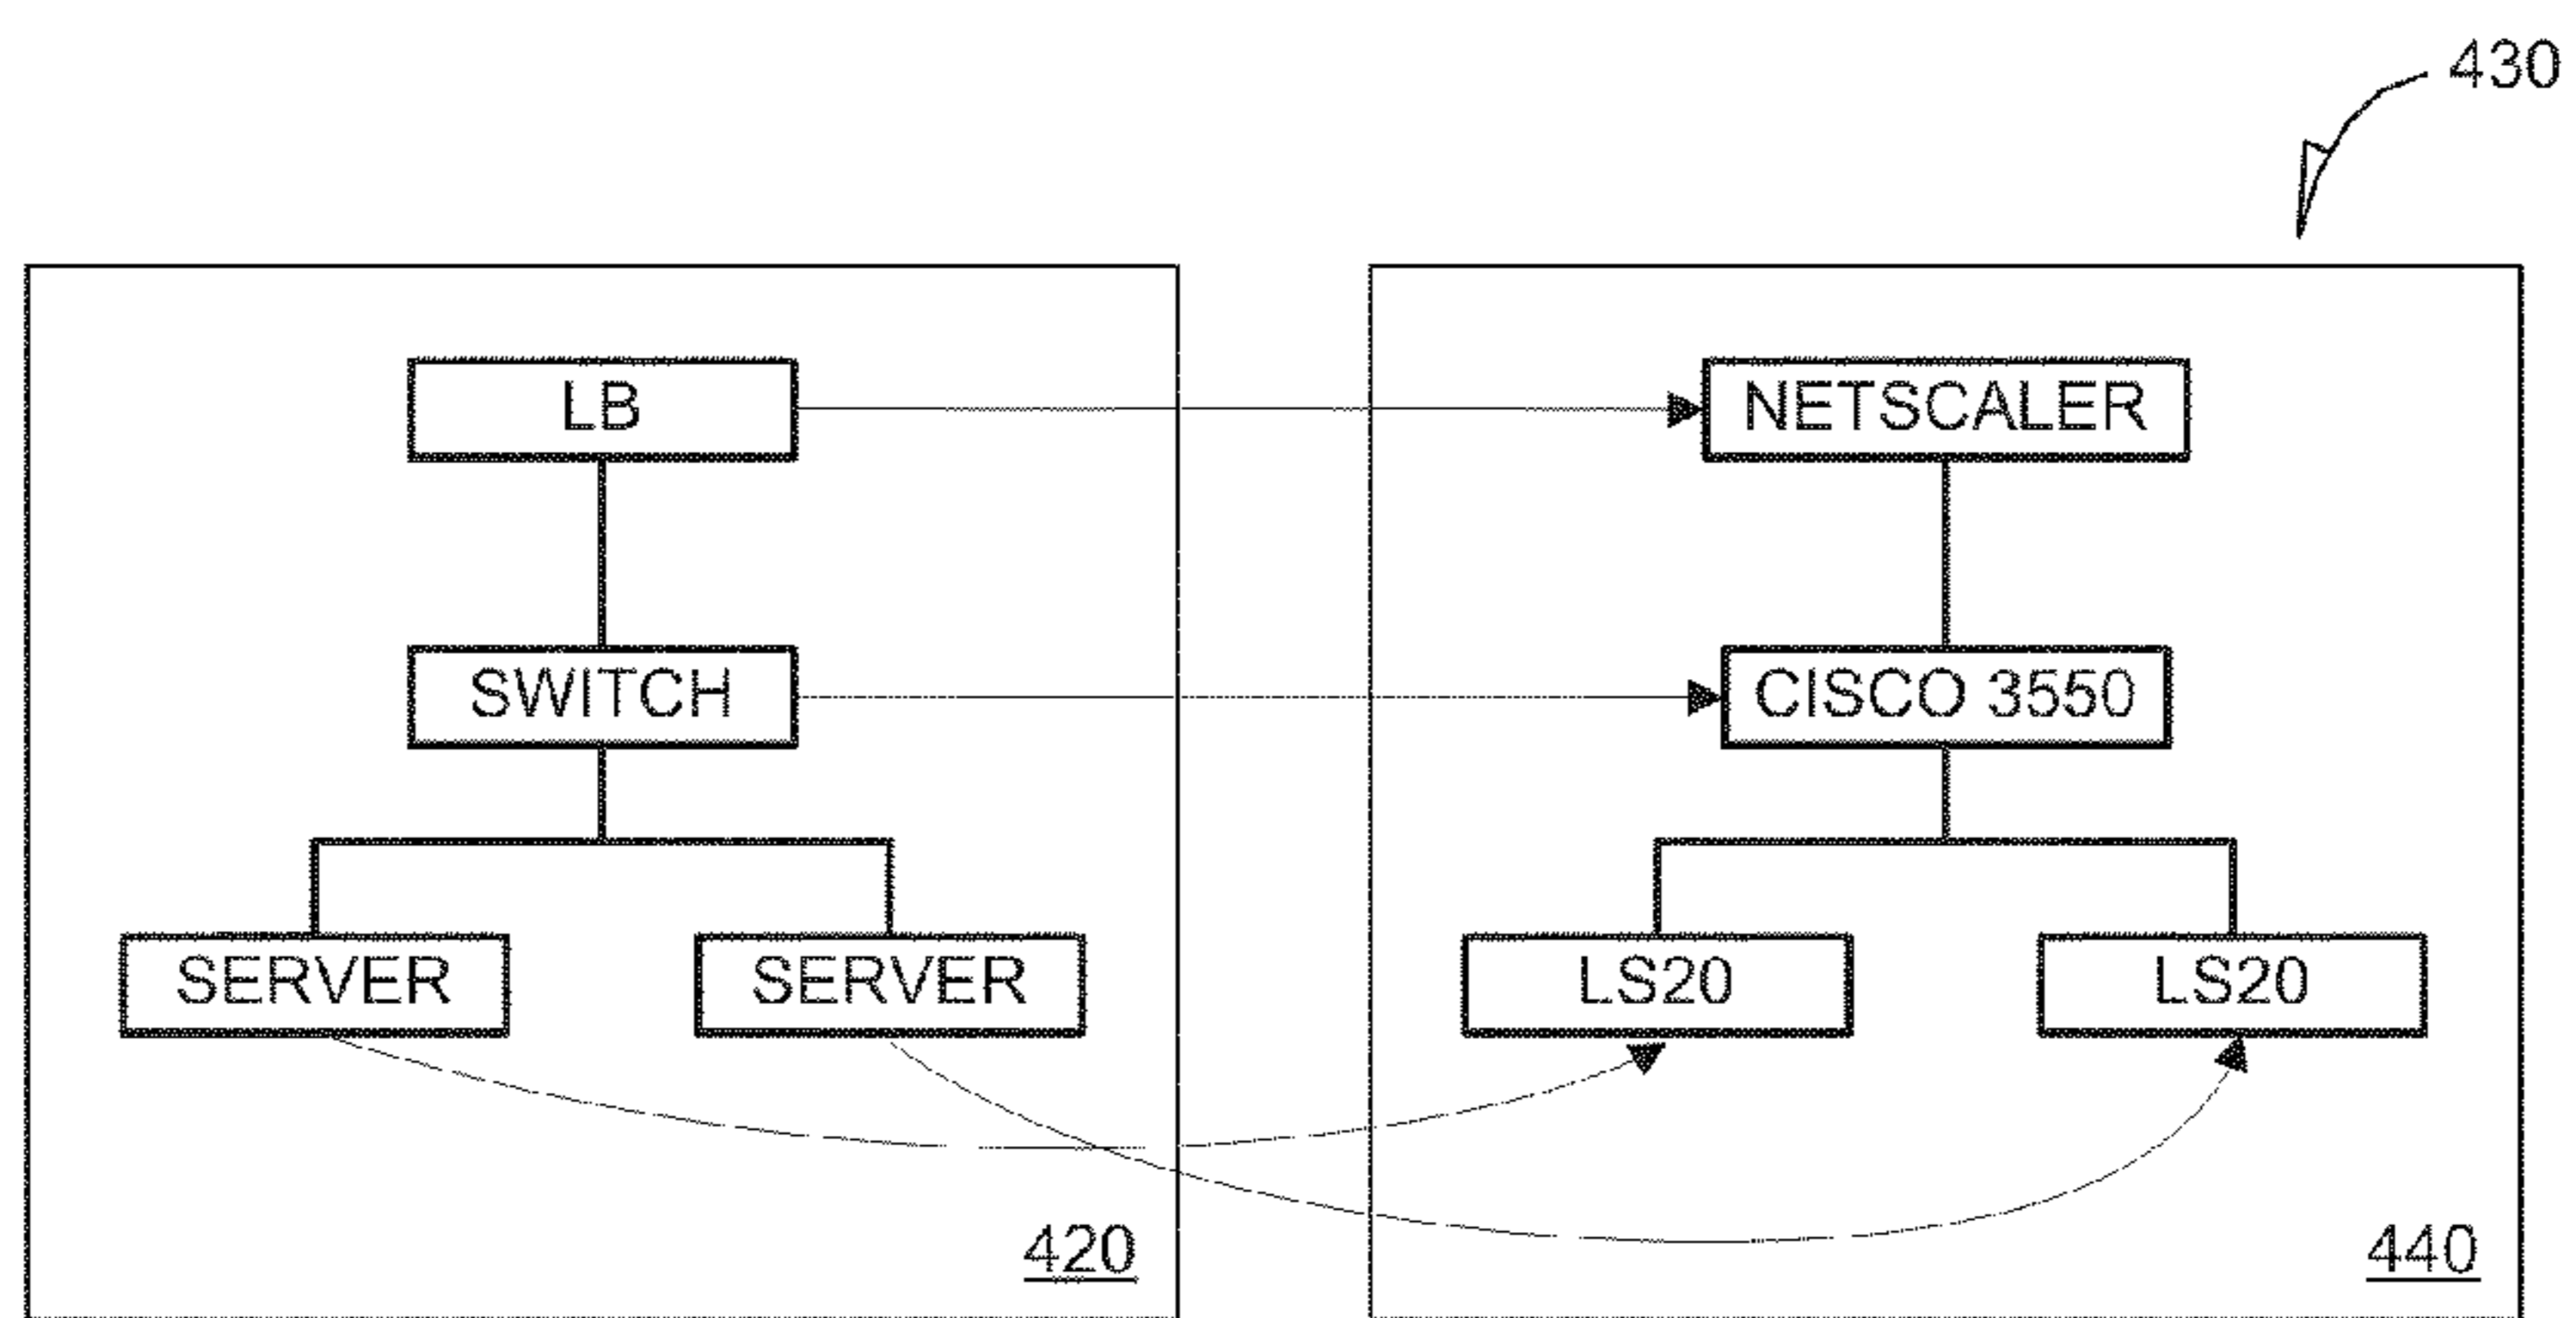 430
LB
NETSCALER
SWITCH
CISCO 3550
SERVER
SERVER
LS20
LS20
420
440